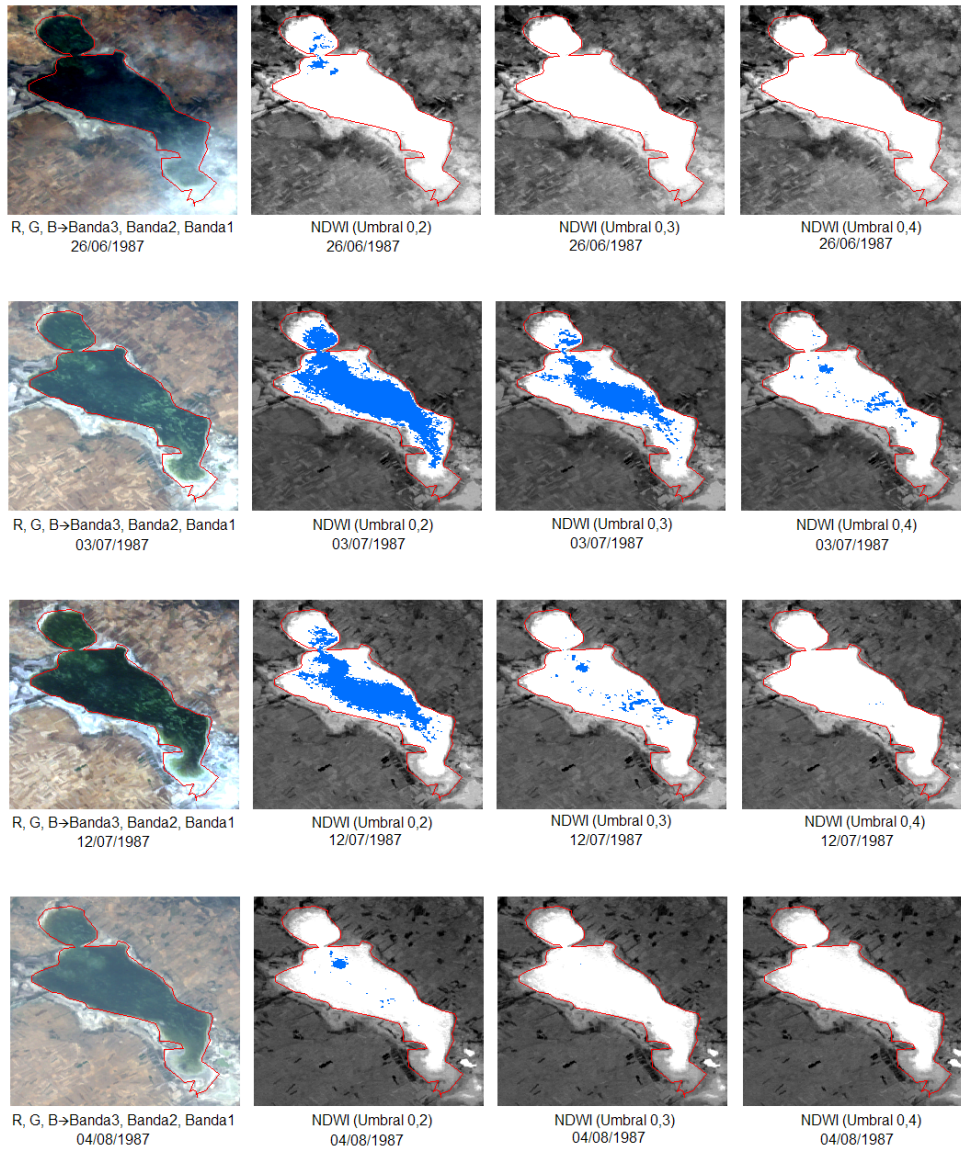 R, G, B→Banda3, Banda2, Banda1
26/06/1987
NDWI (Umbral 0,2)
26/06/1987
NDWI (Umbral 0,3)
26/06/1987
NDWI (Umbral 0,4)
26/06/1987
R, G, B→Banda3, Banda2, Banda1
03/07/1987
NDWI (Umbral 0,2)
03/07/1987
NDWI (Umbral 0,3)
03/07/1987
NDWI (Umbral 0,4)
03/07/1987
R, G, B→Banda3, Banda2, Banda1
12/07/1987
NDWI (Umbral 0,2)
12/07/1987
NDWI (Umbral 0,3)
12/07/1987
NDWI (Umbral 0,4)
12/07/1987
R, G, B→Banda3, Banda2, Banda1
04/08/1987
NDWI (Umbral 0,2)
04/08/1987
NDWI (Umbral 0,3)
04/08/1987
NDWI (Umbral 0,4)
04/08/1987